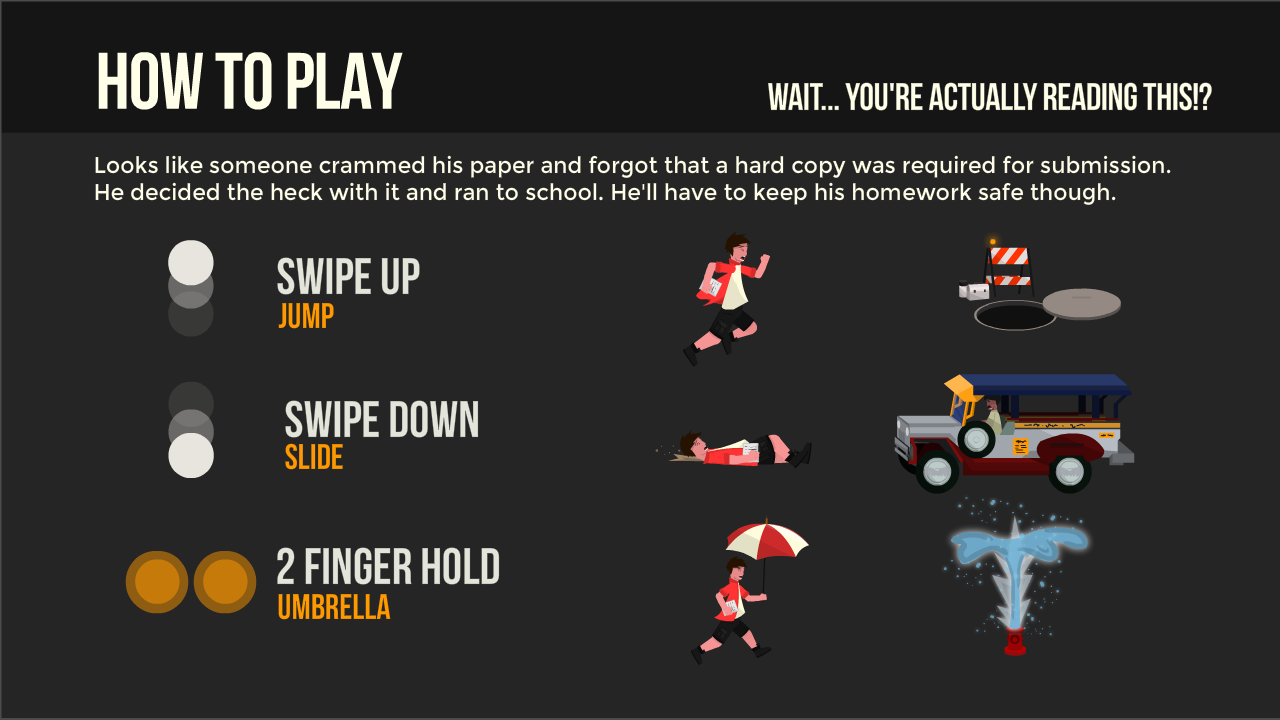 HOW TO PLAY
WAIT... YOU'RE ACTUALLY READING THIS!?
Looks like someone crammed his paper and forgot that a hard copy was required for submission.
He decided the heck with it and ran to school. He'll have to keep his homework safe though.
SWIPE UP
JUMP
SWIPE DOWN
SLIDE
2 FINGER HOLD
UMBRELLA